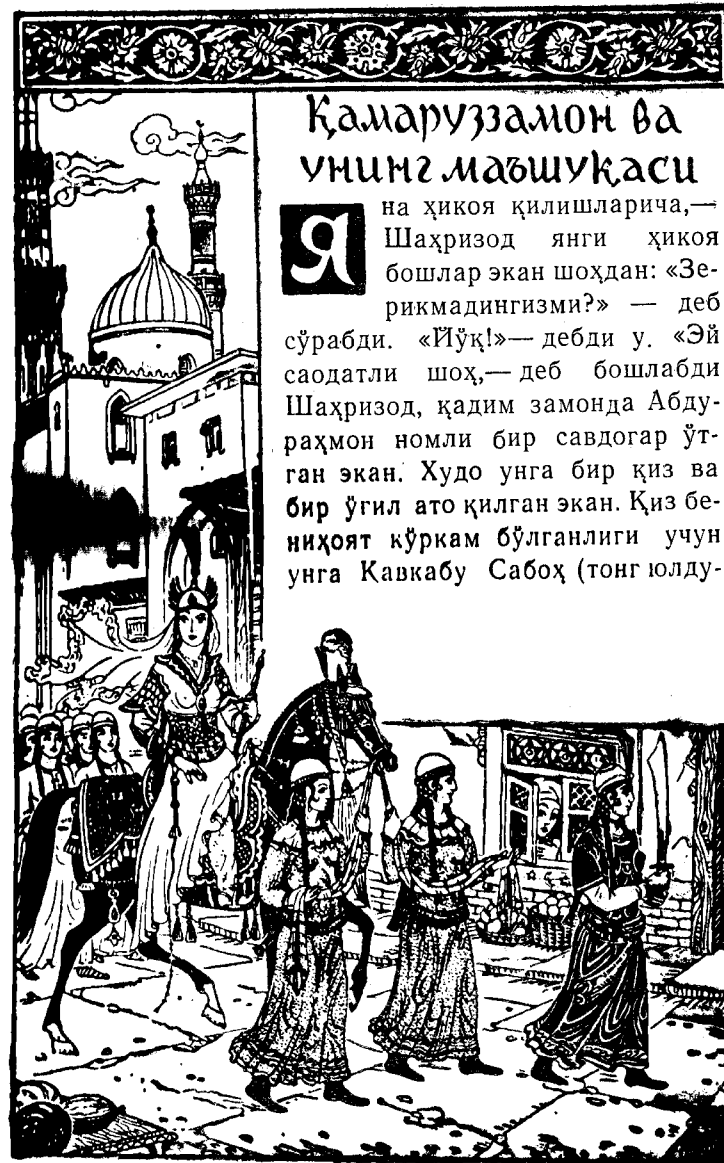 Қамаруззамон ва
унинг маъшуқаси
Яна ҳикоя қилишларича,—
Шаҳризод янги ҳикоя
бошлар экан шоҳдан: «Зе-
рикмадингизми?» — деб
сўрабди. «Йўқ!»— дебди у. «Эй
саодатли шоҳ,— деб бошлабди
Шаҳризод, қадим замонда Абду-
раҳмон номли бир савдогар ўт-
ган экан. Худо унга бир қиз ва
бир ўғил ато қилган экан. Қиз бе-
ниҳоят кўркам бўлганлиги учун
унга Кавкабу Сабоҳ (тонг юлду-